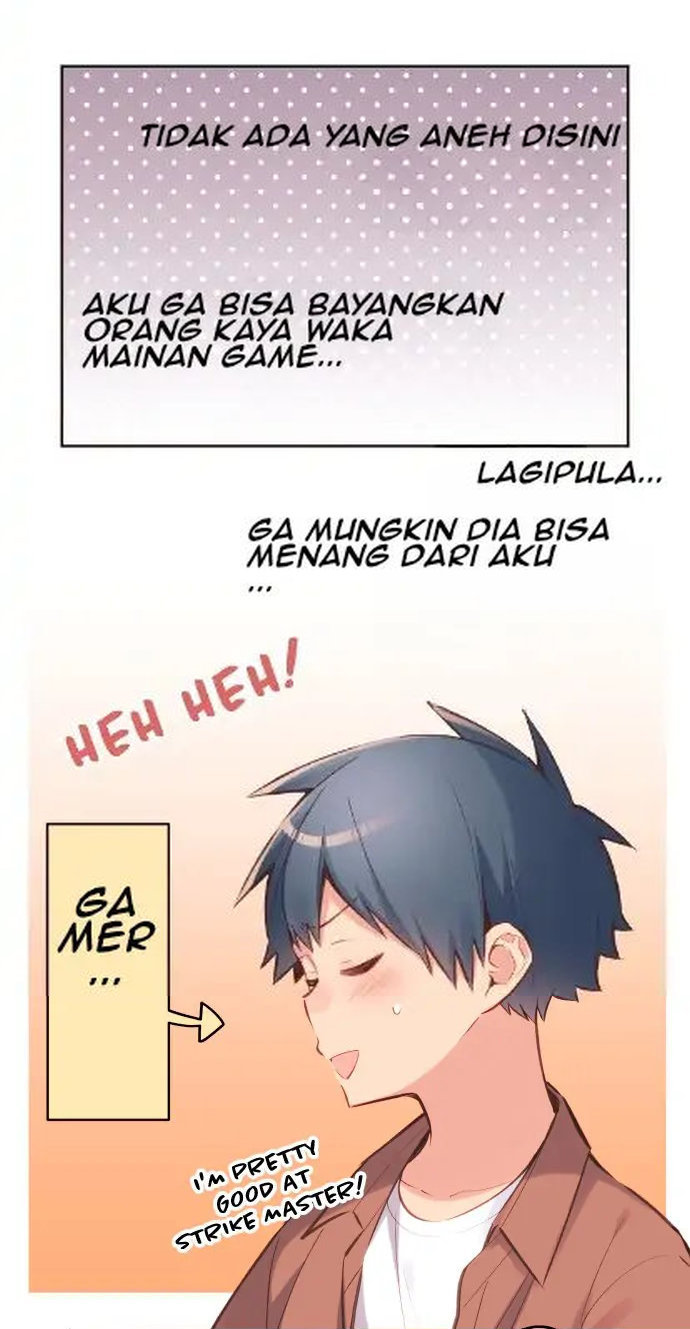 TIDAK ADA YANG ANEH DISINI
AKU GA BISA BAYANGKAN
ORANG KAYA WAKA
MAINAN GAME...
LAGIPULA...
GA MUNGKIN DIA BISA
MENANG DARI AKU
...
HEH HEH!
GA
MER
...
I'M PRETTY
GOOD AT
STRIKE MASTER!